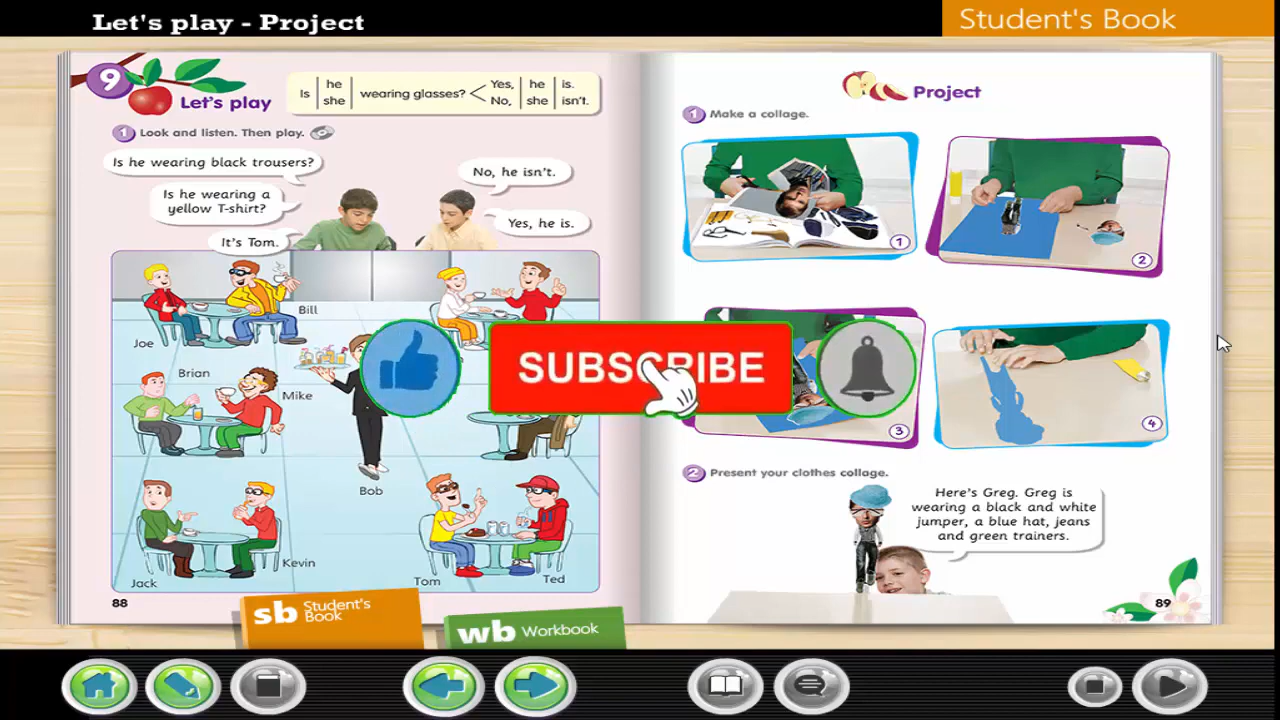 Let's play - Project
Student's Book
9
Let's play
Is he she wearing glasses? Yes, No, he she is. isn't.
1 Look and listen. Then play.
Is he wearing black trousers?
No, he isn't.
Is he wearing a
yellow T-shirt?
Yes, he is.
It's Tom.
Bill
Joe
Brian
Mike
Bob
Kevin
Jack
Tom
Ted
88
Project
1 Make a collage.
1
2
3
4
2 Present your clothes collage.
Here's Greg. Greg is
wearing a black and white
jumper, a blue hat, jeans
and green trainers.
89
SUBSCRIBE
sb Student's
Book
wb Workbook